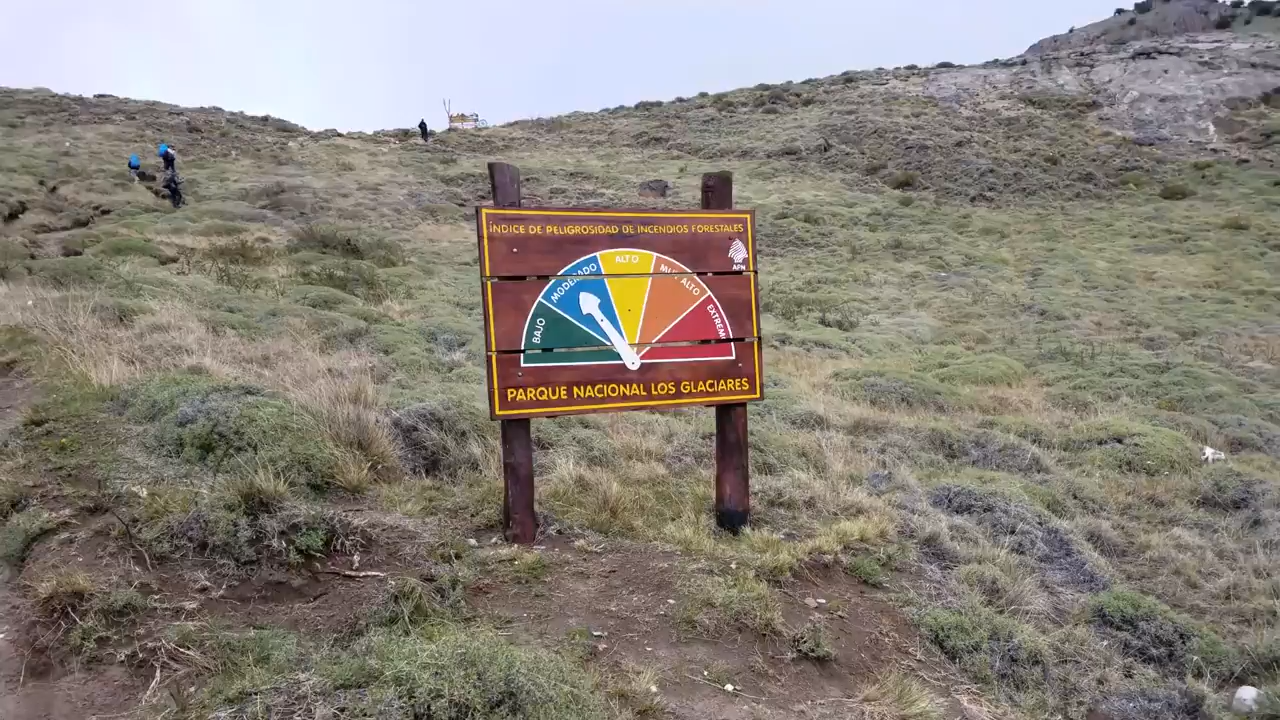 ÍNDICE DE PELIGROSIDAD DE INCENDIOS FORESTALES
APN
BAJO
MODERADO
ALTO
MUY ALTO
EXTREMO
PARQUE NACIONAL LOS GLACIARES